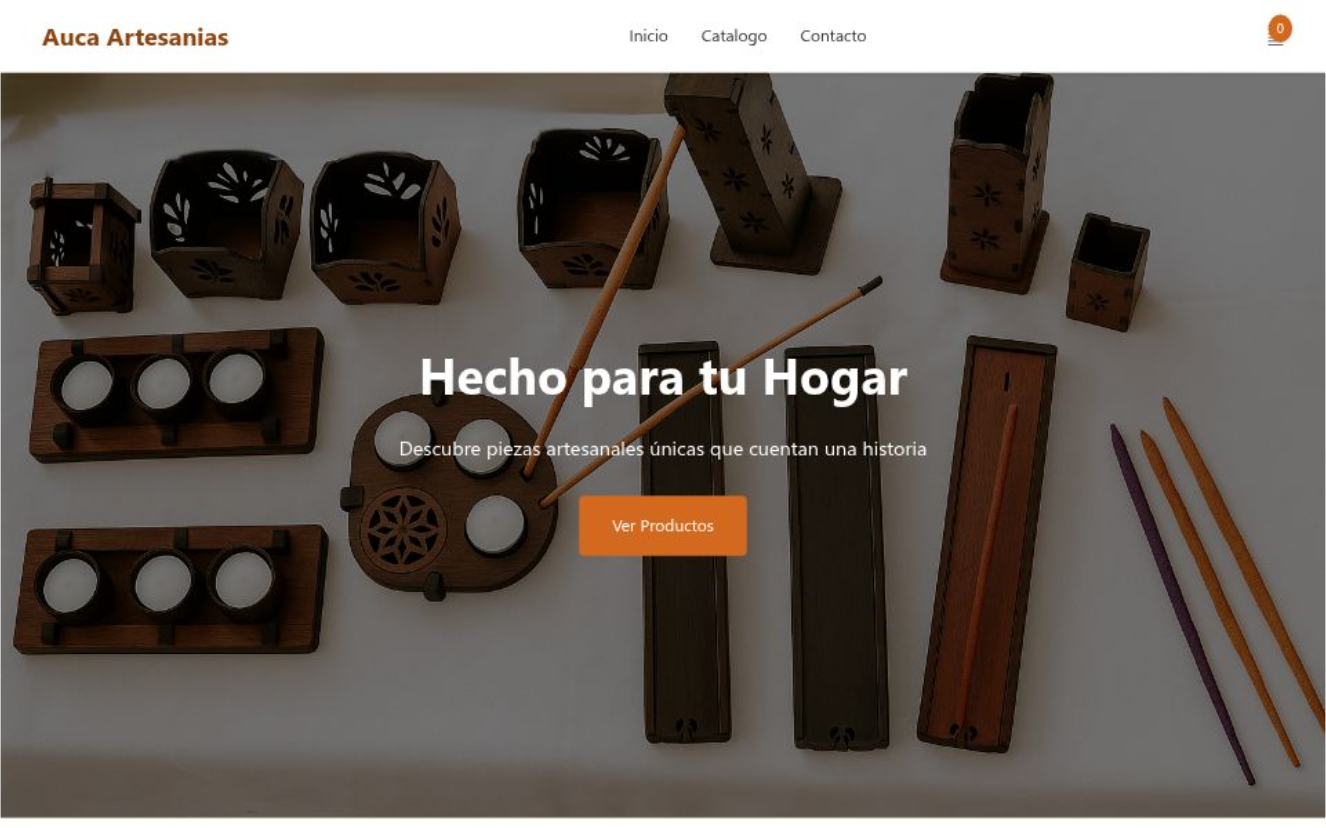 Auca Artesanias
Inicio Catalogo Contacto
0
Hecho para tu Hogar
Descubre piezas artesanales únicas que cuentan una historia
Ver Productos